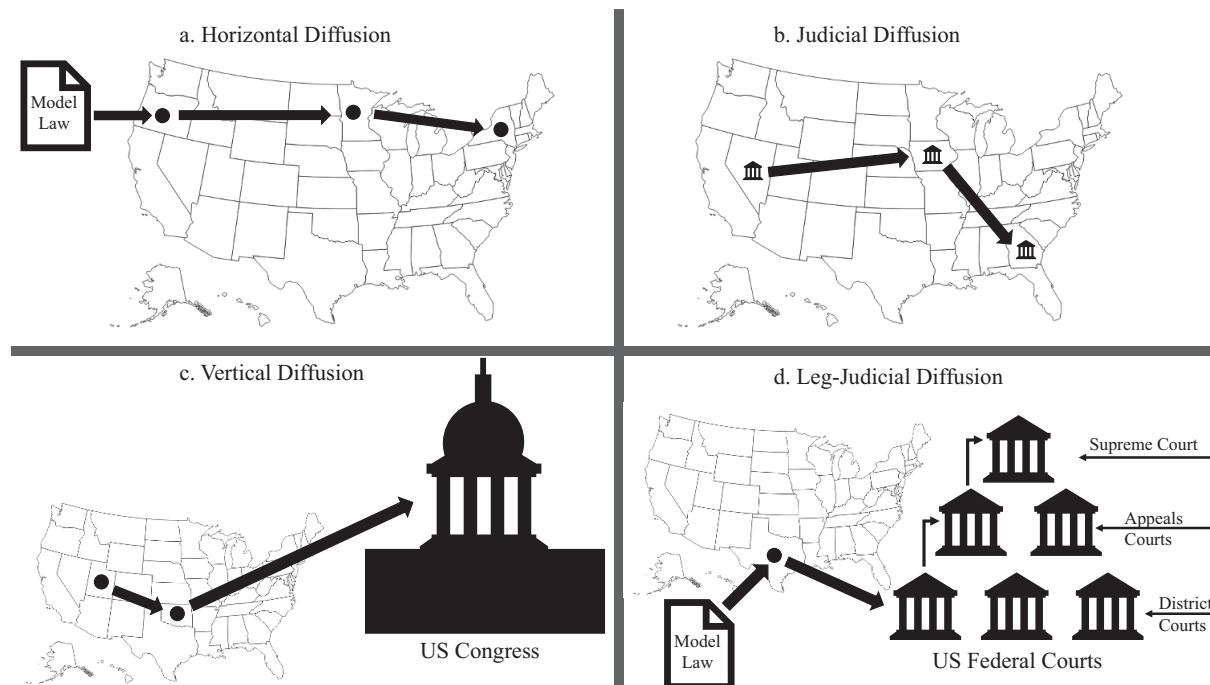 a. Horizontal Diffusion
Model
Law
b. Judicial Diffusion
c. Vertical Diffusion
US Congress
d. Leg-Judicial Diffusion
Supreme Court
Appeals
Courts
District
Courts
Model
Law
US Federal Courts